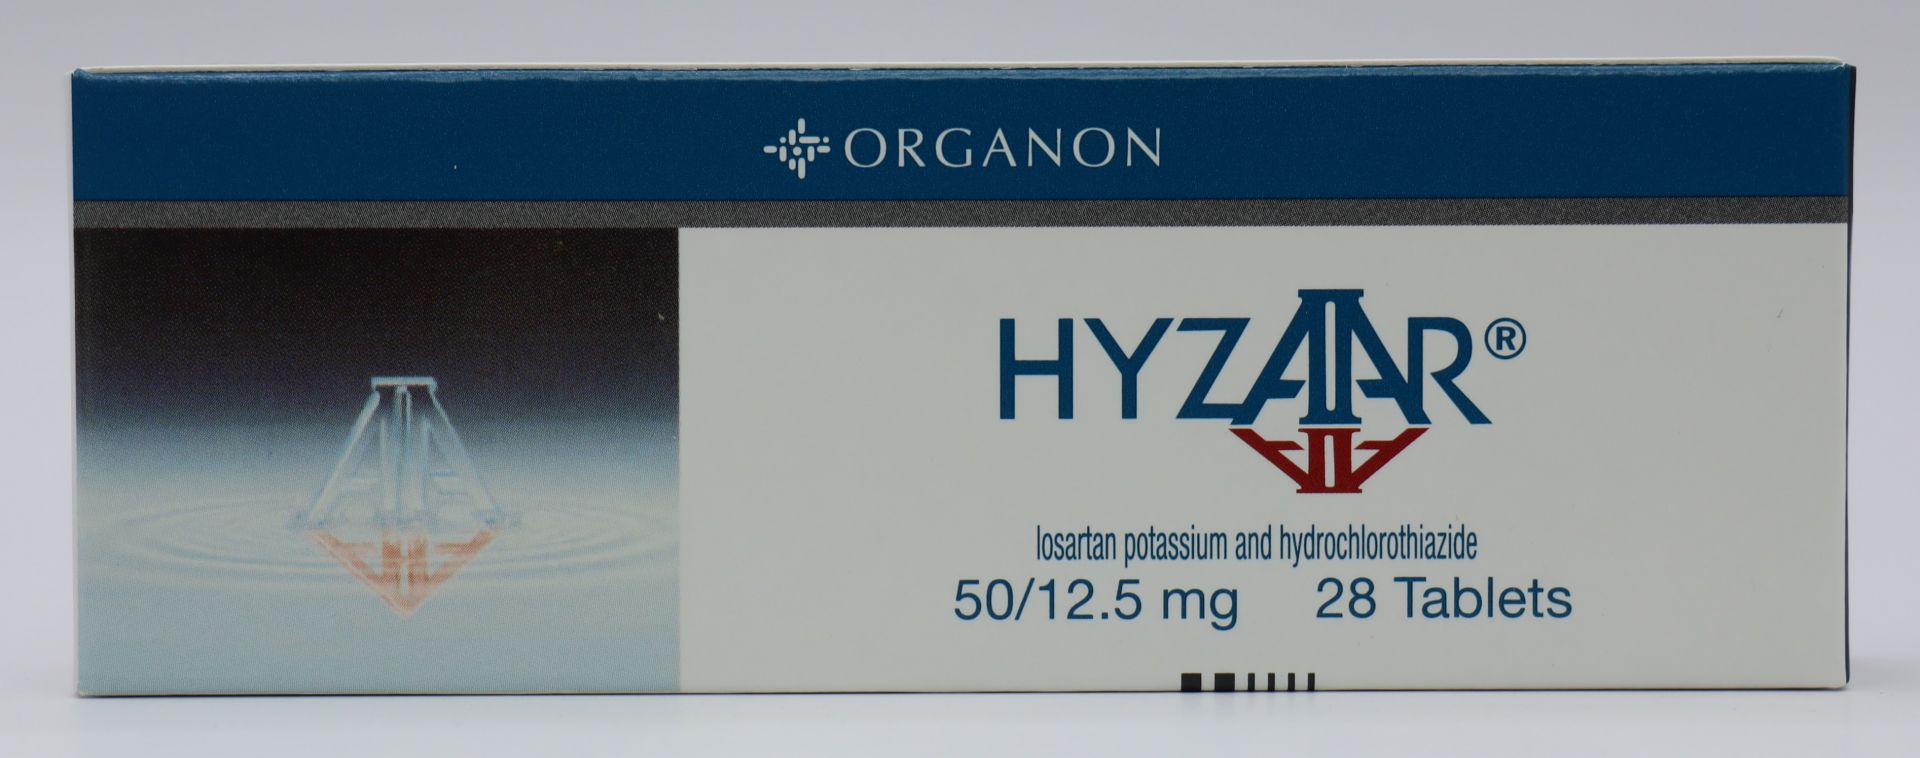 ORGANON
HYZAAR®
losartan potassium and hydrochlorothiazide
50/12.5 mg 28 Tablets